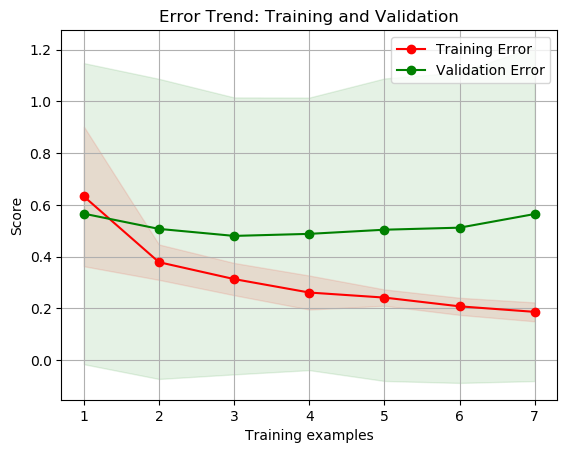 Error Trend: Training and Validation
1.2
1.0
0.8
0.6
0.4
0.2
0.0
Score
Training Error
Validation Error
1 2 3 4 5 6 7
Training examples